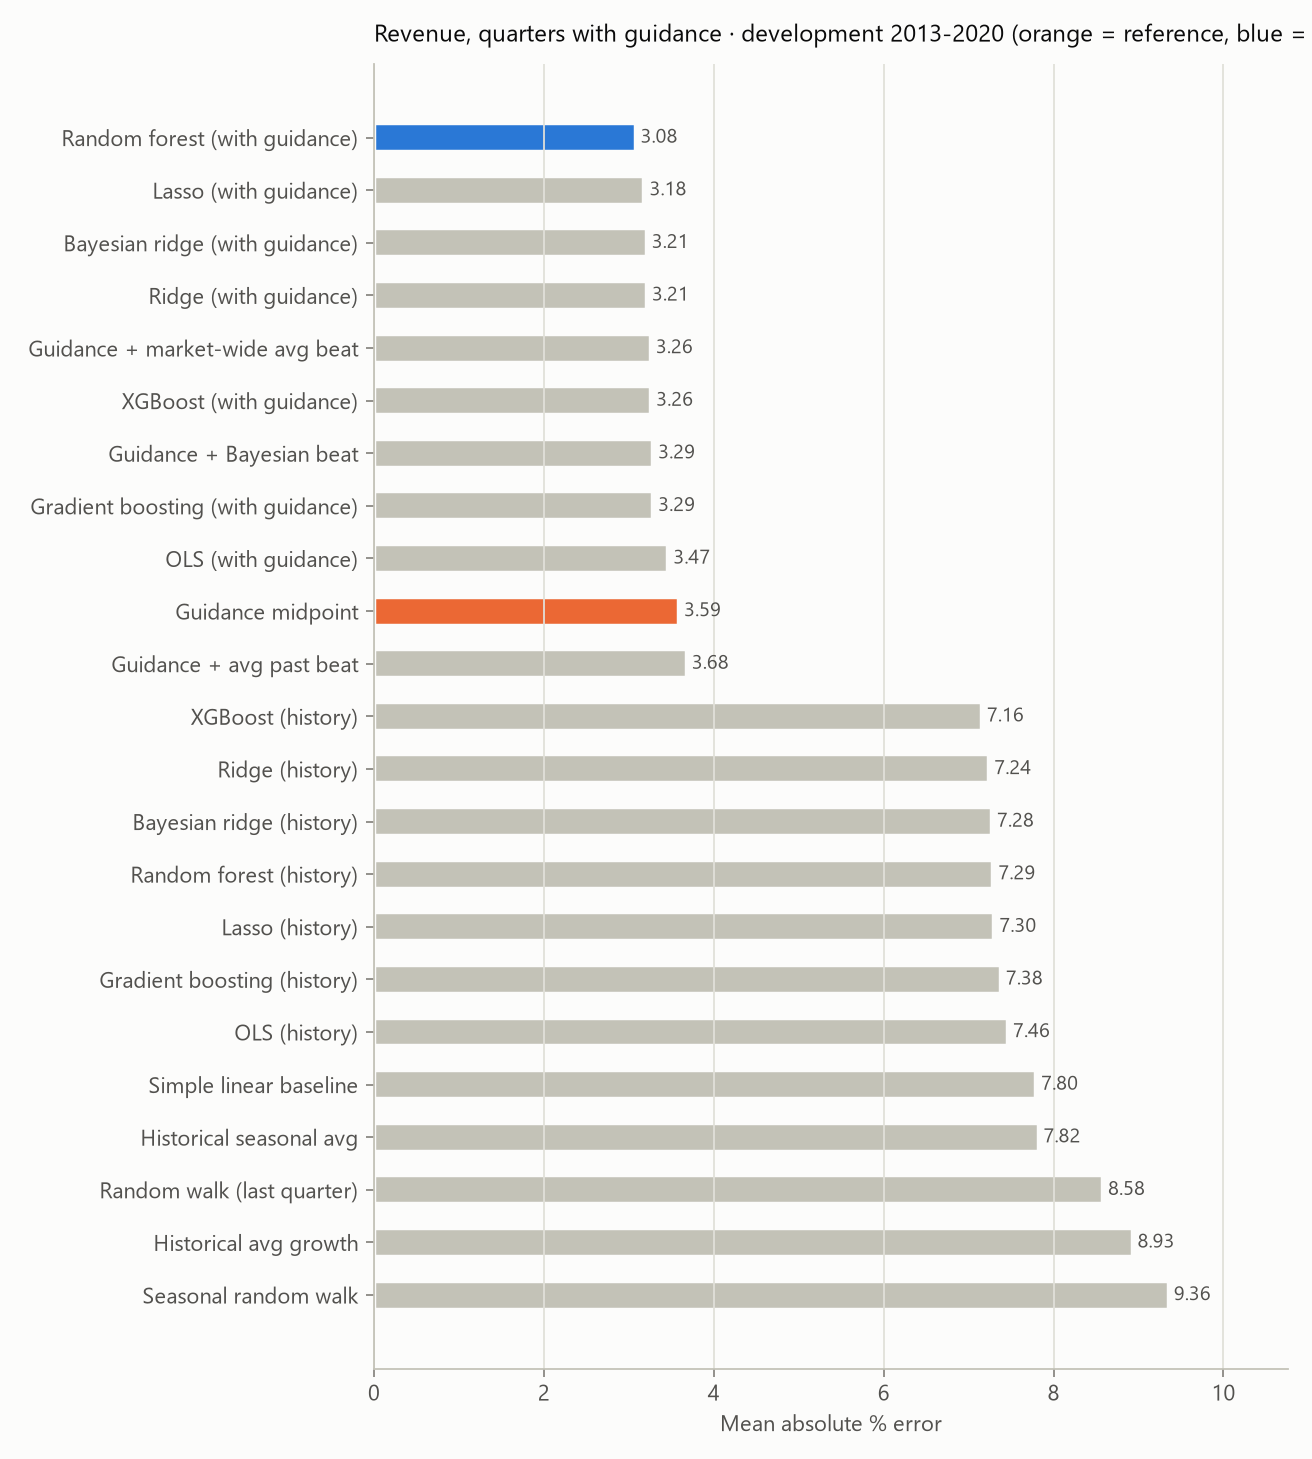 Revenue, quarters with guidance · development 2013-2020 (orange = reference, blue =
Random forest (with guidance) 3.08
Lasso (with guidance) 3.18
Bayesian ridge (with guidance) 3.21
Ridge (with guidance) 3.21
Guidance + market-wide avg beat 3.26
XGBoost (with guidance) 3.26
Guidance + Bayesian beat 3.29
Gradient boosting (with guidance) 3.29
OLS (with guidance) 3.47
Guidance midpoint 3.59
Guidance + avg past beat 3.68
XGBoost (history) 7.16
Ridge (history) 7.24
Bayesian ridge (history) 7.28
Random forest (history) 7.29
Lasso (history) 7.30
Gradient boosting (history) 7.38
OLS (history) 7.46
Simple linear baseline 7.80
Historical seasonal avg 7.82
Random walk (last quarter) 8.58
Historical avg growth 8.93
Seasonal random walk 9.36
0 2 4 6 8 10
Mean absolute % error